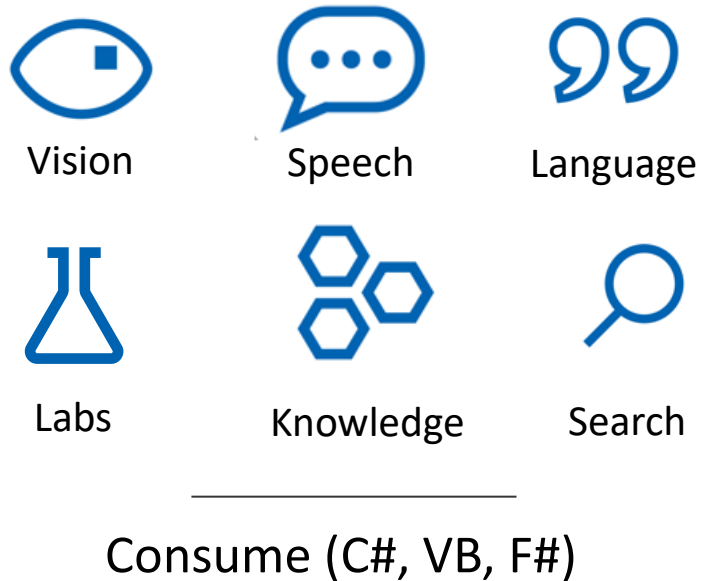 Vision Speech Language
Labs Knowledge Search
Consume (C#, VB, F#)